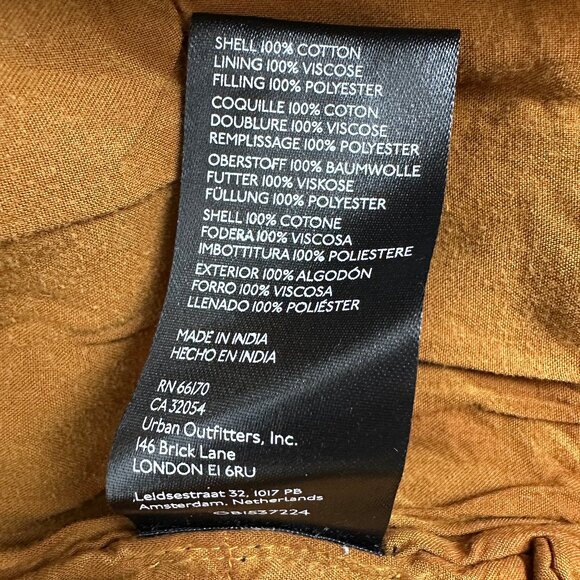 SHELL 100% COTTON
LINING 100% VISCOSE
FILLING 100% POLYESTER
COQUILLE 100% COTON
DOUBLURE 100% VISCOSE
REMPLISSAGE 100% POLYESTER
OBERSTOFF 100% BAUMWOLLE
FUTTER 100% VISKOSE
FÜLLUNG 100% POLYESTER
SHELL 100% COTONE
FODERA 100% VISCOSA
IMBOTTITURA 100% POLIESTERE
EXTERIOR 100% ALGODÓN
FORRO 100% VISCOSA
LLENADO 100% POLIÉSTER
MADE IN INDIA
HECHO EN INDIA
RN 66170
CA 32054
Urban Outfitters, Inc.
146 Brick Lane
LONDON E1 6RU
Leidsestraat 32, 1017 PB
Amsterdam, Netherlands
GB1537224